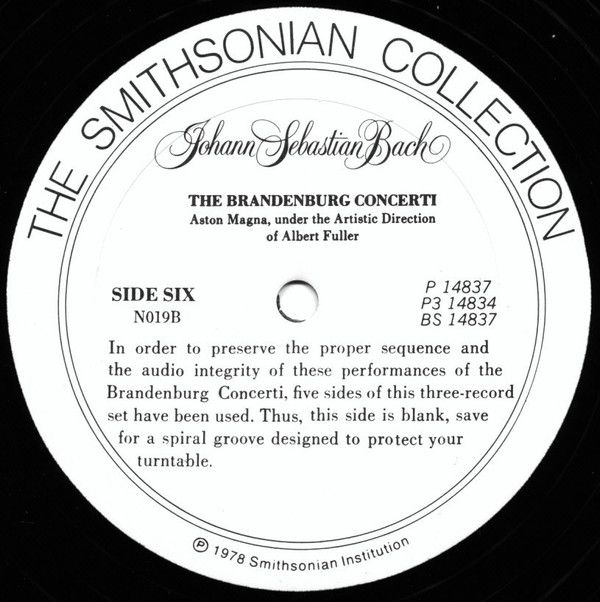 THE SMITHSONIAN COLLECTION
Johann Sebastian Bach
THE BRANDENBURG CONCERTI
Aston Magna, under the Artistic Direction
of Albert Fuller
SIDE SIX
N019B
P 14837
P3 14834
BS 14837
In order to preserve the proper sequence and
the audio integrity of these performances of the
Brandenburg Concerti, five sides of this three-record
set have been used. Thus, this side is blank, save
for a spiral groove designed to protect your
turntable.
℗ 1978 Smithsonian Institution